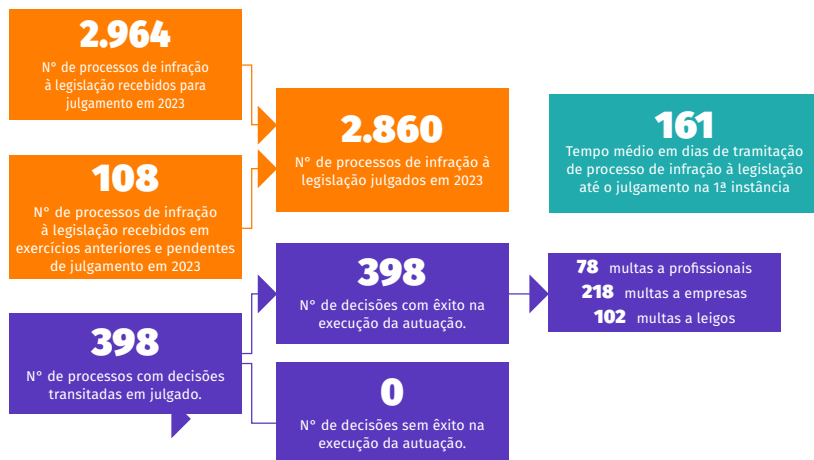 2.964
N° de processos de infração
à legislação recebidos para
julgamento em 2023
108
N° de processos de infração
à legislação recebidos em
exercícios anteriores e pendentes
de julgamento em 2023
2.860
N° de processos de infração à
legislação julgados em 2023
161
Tempo médio em dias de tramitação
de processo de infração à legislação
até o julgamento na 1ª instância
398
N° de processos com decisões
transitadas em julgado.
398
N° de decisões com êxito na
execução da autuação.
0
N° de decisões sem êxito na
execução da autuação.
78 multas a profissionais
218 multas a empresas
102 multas a leigos